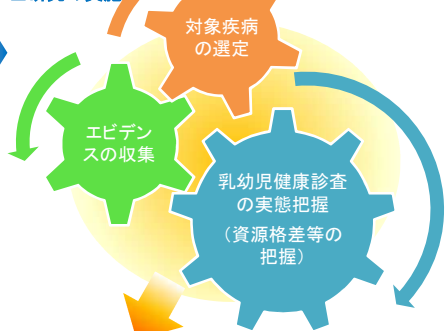 対象疾病
の選定
エビデン
スの収集
乳幼児健康診査
の実態把握
（資源格差等の
把握）